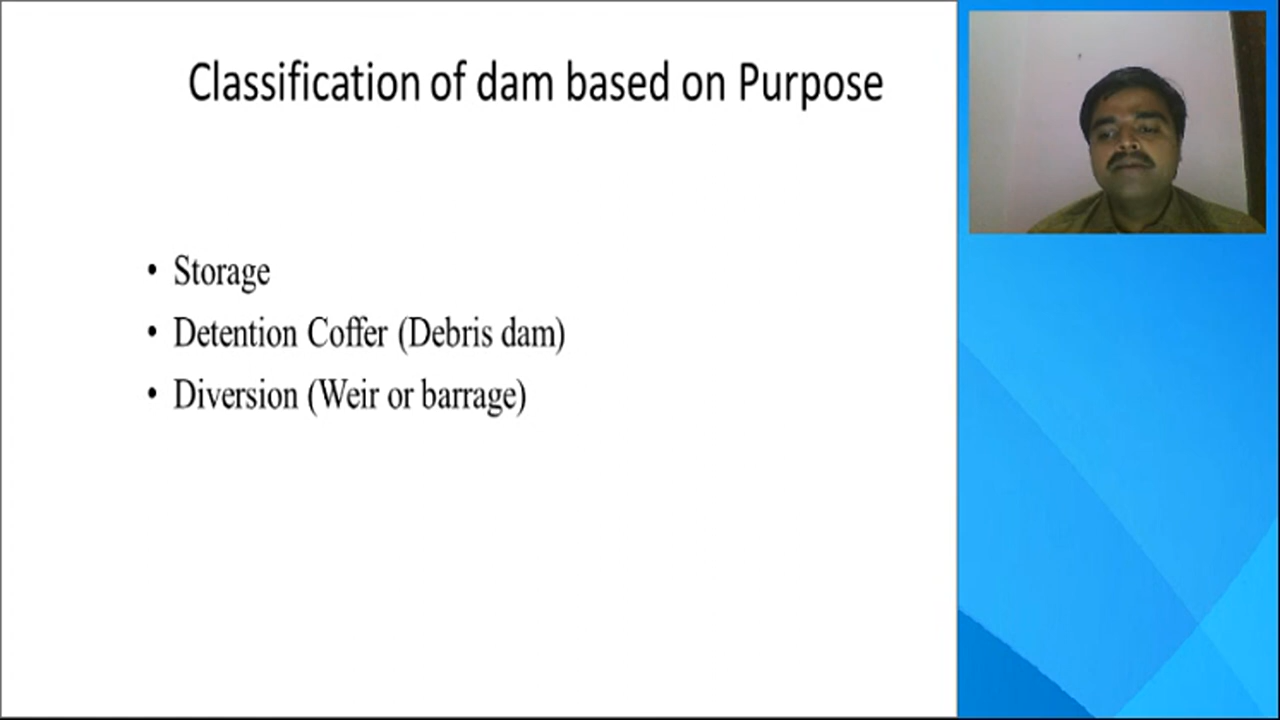 Classification of dam based on Purpose
• Storage
• Detention Coffer (Debris dam)
• Diversion (Weir or barrage)